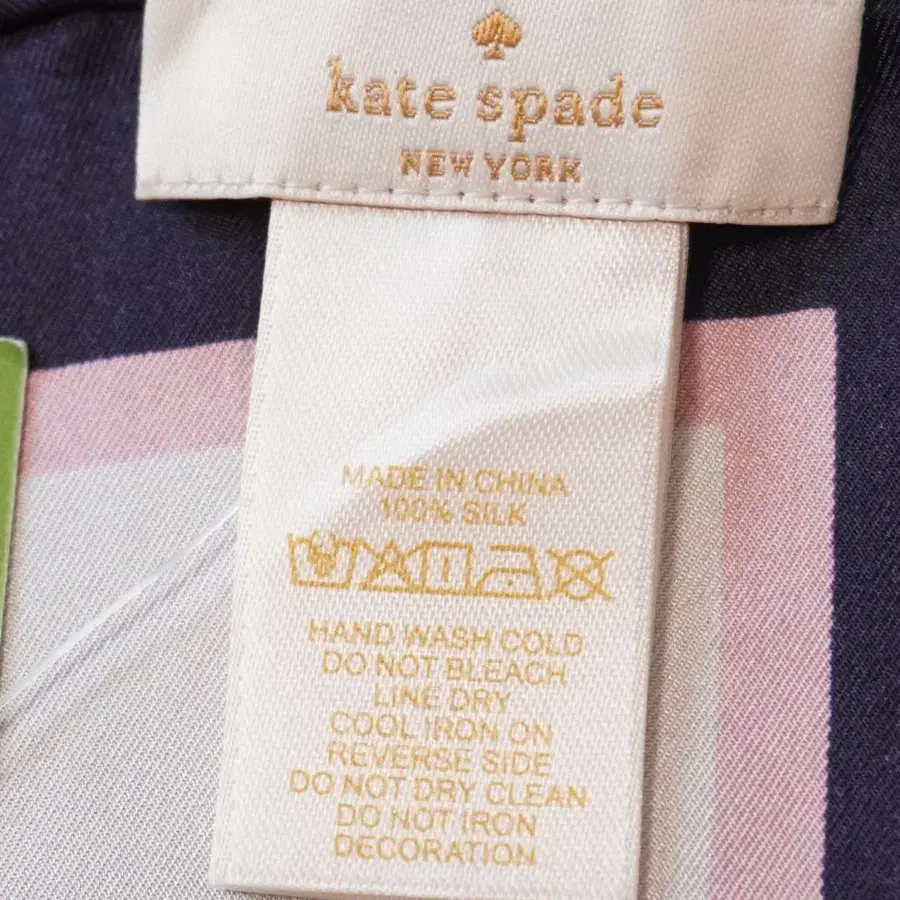 kate spade
NEW YORK
MADE IN CHINA
100% SILK
HAND WASH COLD
DO NOT BLEACH
LINE DRY
COOL IRON ON
REVERSE SIDE
DO NOT DRY CLEAN
DO NOT IRON
DECORATION